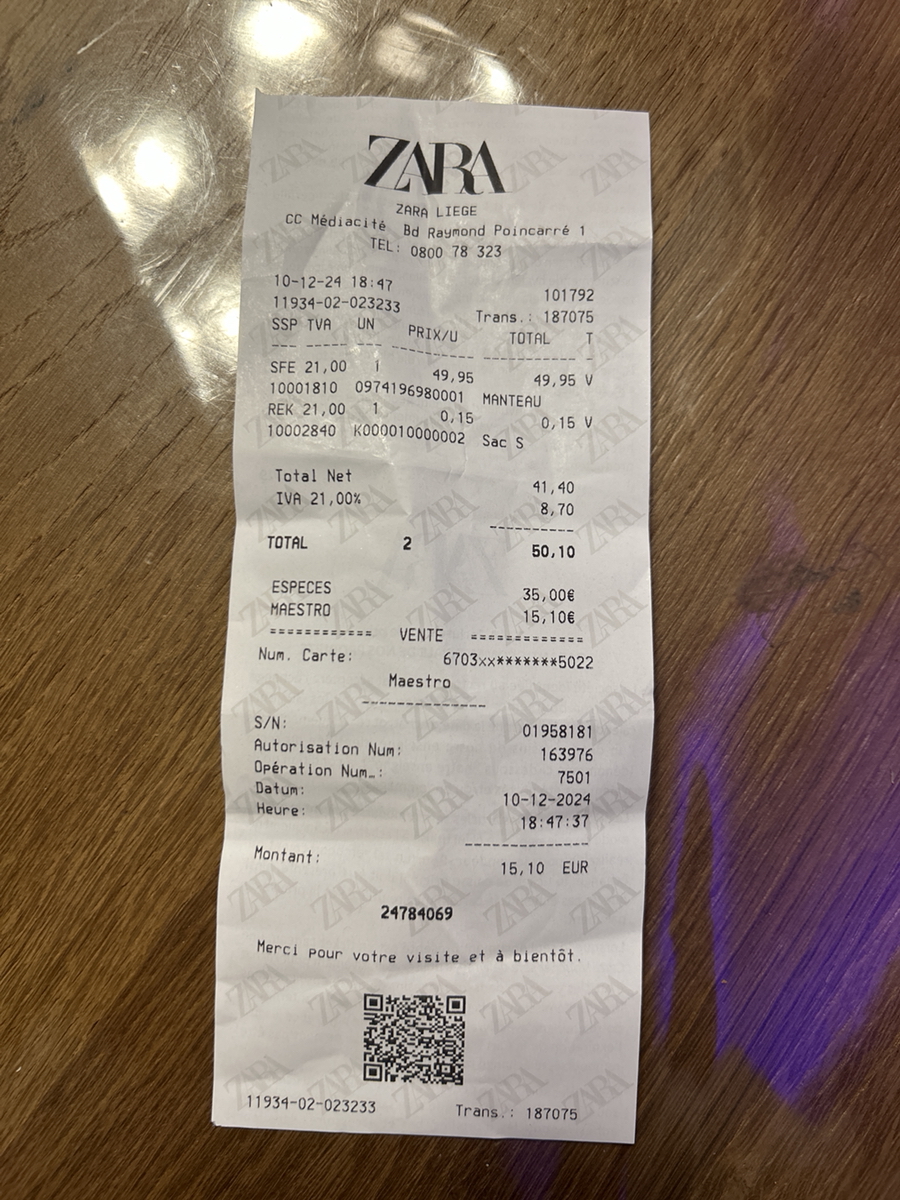 ZARA
ZARA LIEGE
CC Médiacité Bd Raymond Poincarré 1
TEL: 0800 78 323
10-12-24 18:47
101792
11934-02-023233 Trans.: 187075
SSP TVA UN PRIX/U TOTAL T
SFE 21,00 1 49,95 49,95 V
10001810 0974196980001 MANTEAU
REK 21,00 1 0,15 0,15 V
10002840 K000010000002 Sac S
Total Net 41,40
IVA 21,00% 8,70
TOTAL 2 50,10
ESPECES 35,00€
MAESTRO 15,10€
============ VENTE =============
Num. Carte: 6703xx*******5022
Maestro
--------------
S/N: 01958181
Autorisation Num: 163976
Opération Num.: 7501
Datum: 10-12-2024
Heure: 18:47:37
--------------
Montant: 15,10 EUR
24784069
Merci pour votre visite et à bientôt.
11934-02-023233 Trans.: 187075